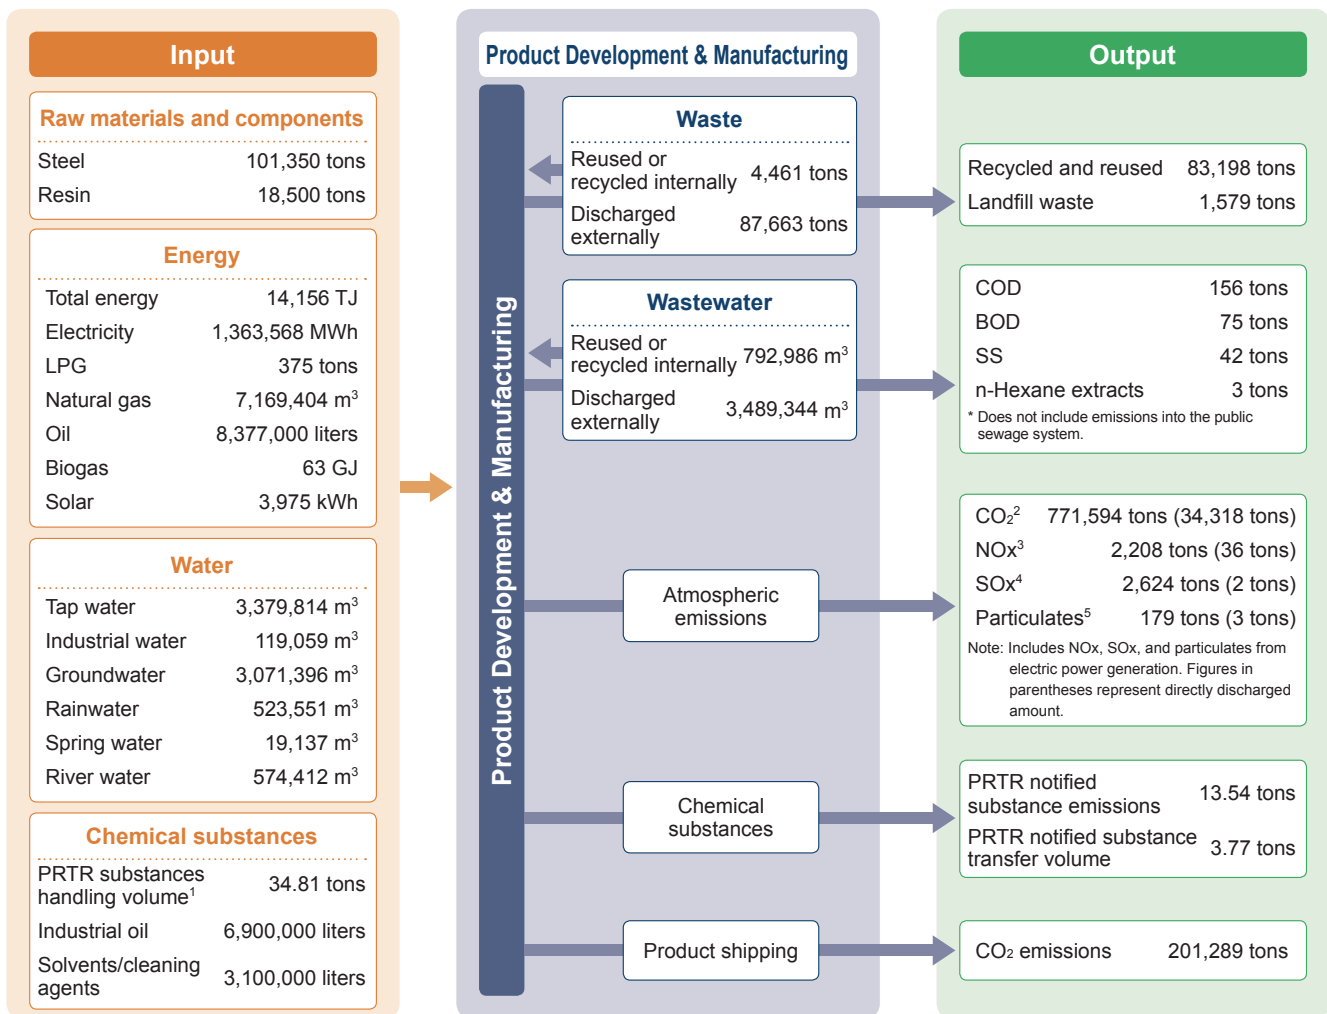 Input
Raw materials and components
Steel 101,350 tons
Resin 18,500 tons
Energy
Total energy 14,156 TJ
Electricity 1,363,568 MWh
LPG 375 tons
Natural gas 7,169,404 m³
Oil 8,377,000 liters
Biogas 63 GJ
Solar 3,975 kWh
Water
Tap water 3,379,814 m³
Industrial water 119,059 m³
Groundwater 3,071,396 m³
Rainwater 523,551 m³
Spring water 19,137 m³
River water 574,412 m³
Chemical substances
PRTR substances
handling volume¹ 34.81 tons
Industrial oil 6,900,000 liters
Solvents/cleaning
agents 3,100,000 liters
Product Development & Manufacturing
Product Development & Manufacturing
Waste
Reused or
recycled internally 4,461 tons
Discharged
externally 87,663 tons
Wastewater
Reused or
recycled internally 792,986 m³
Discharged
externally 3,489,344 m³
Atmospheric
emissions
Chemical
substances
Product shipping
Output
Recycled and reused 83,198 tons
Landfill waste 1,579 tons
COD 156 tons
BOD 75 tons
SS 42 tons
n-Hexane extracts 3 tons
* Does not include emissions into the public
sewage system.
CO₂² 771,594 tons (34,318 tons)
NOx³ 2,208 tons (36 tons)
SOx⁴ 2,624 tons (2 tons)
Particulates⁵ 179 tons (3 tons)
Note: Includes NOx, SOx, and particulates from
electric power generation. Figures in
parentheses represent directly discharged
amount.
PRTR notified
substance emissions 13.54 tons
PRTR notified substance
transfer volume 3.77 tons
CO₂ emissions 201,289 tons